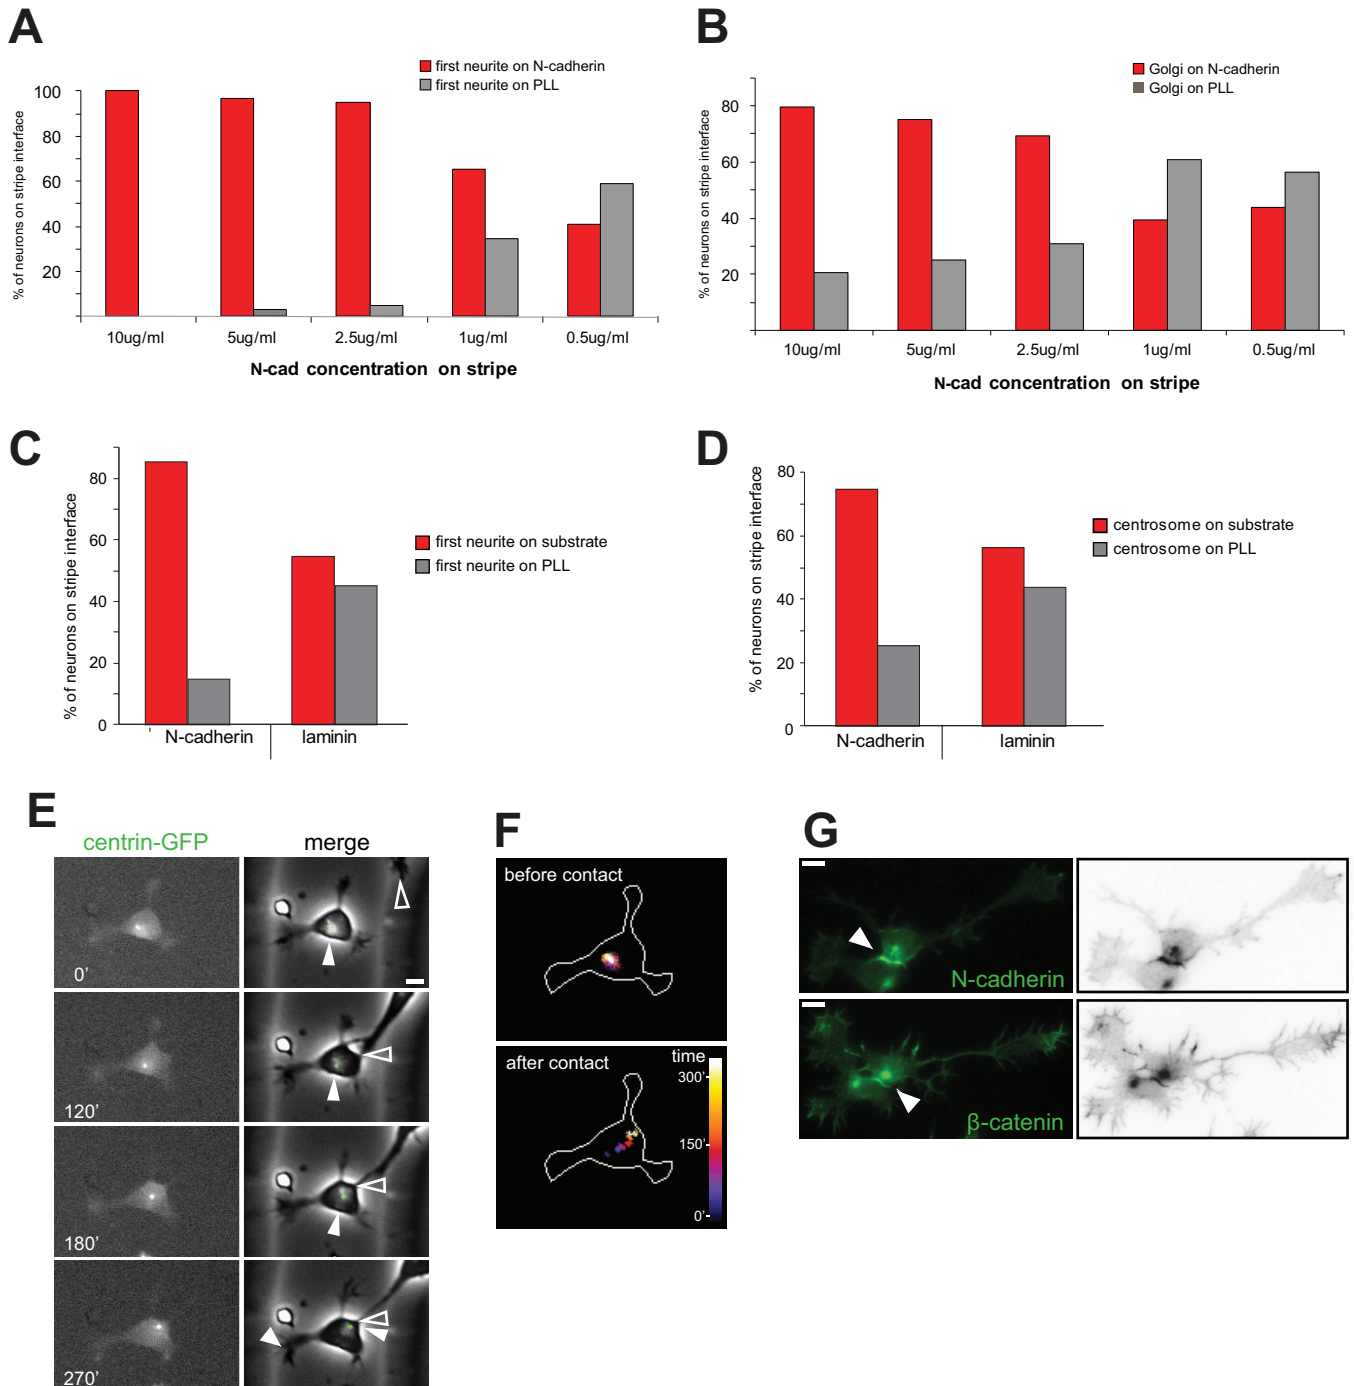 A
first neurite on N-cadherin
first neurite on PLL
% of neurons on stripe interface
100
80
60
40
20
10ug/ml
5ug/ml
2.5ug/ml
1ug/ml
0.5ug/ml
N-cad concentration on stripe
B
Golgi on N-cadherin
Golgi on PLL
% of neurons on stripe interface
80
60
40
20
10ug/ml
5ug/ml
2.5ug/ml
1ug/ml
0.5ug/ml
N-cad concentration on stripe
C
% of neurons on stripe interface
80
60
40
20
0
N-cadherin
laminin
first neurite on substrate
first neurite on PLL
D
% of neurons on stripe interface
80
60
40
20
0
N-cadherin
laminin
centrosome on substrate
centrosome on PLL
E
centrin-GFP
merge
0'
120'
180'
270'
F
before contact
after contact
time
300'
150'
0'
G
N-cadherin
β-catenin